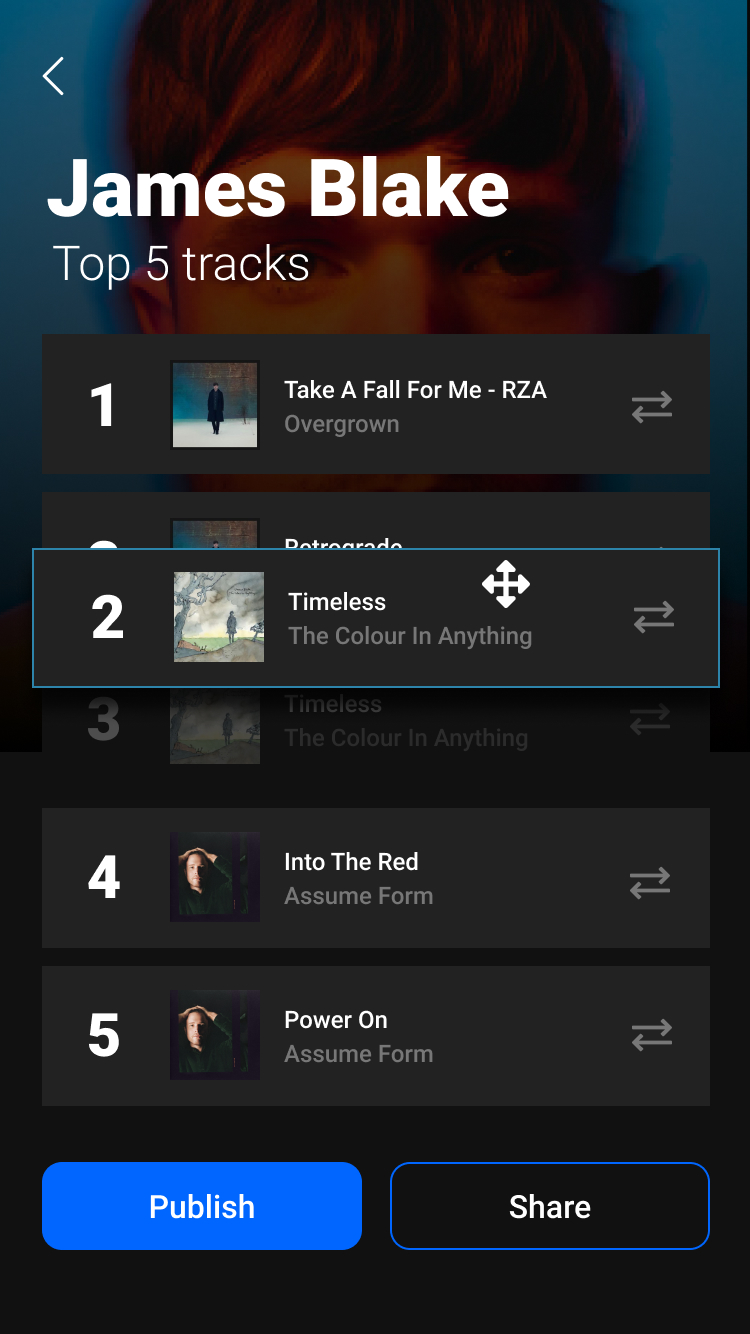 James Blake
Top 5 tracks
1
Take A Fall For Me - RZA
Overgrown
2
Retrograde
2
Timeless
The Colour In Anything
3
Timeless
The Colour In Anything
4
Into The Red
Assume Form
5
Power On
Assume Form
Publish
Share